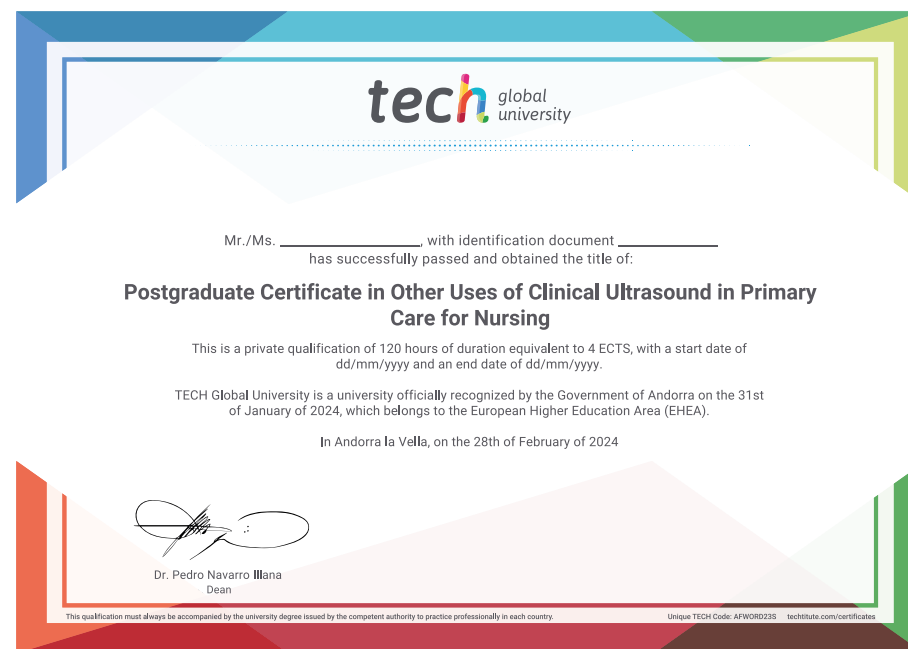 tech global university
Mr./Ms. ____________________, with identification document ______________
has successfully passed and obtained the title of:
Postgraduate Certificate in Other Uses of Clinical Ultrasound in Primary
Care for Nursing
This is a private qualification of 120 hours of duration equivalent to 4 ECTS, with a start date of
dd/mm/yyyy and an end date of dd/mm/yyyy.
TECH Global University is a university officially recognized by the Government of Andorra on the 31st
of January of 2024, which belongs to the European Higher Education Area (EHEA).
In Andorra la Vella, on the 28th of February of 2024
Dr. Pedro Navarro Illana
Dean
This qualification must always be accompanied by the university degree issued by the competent authority to practice professionally in each country.
Unique TECH Code: AFWORD23S techtitute.com/certificates